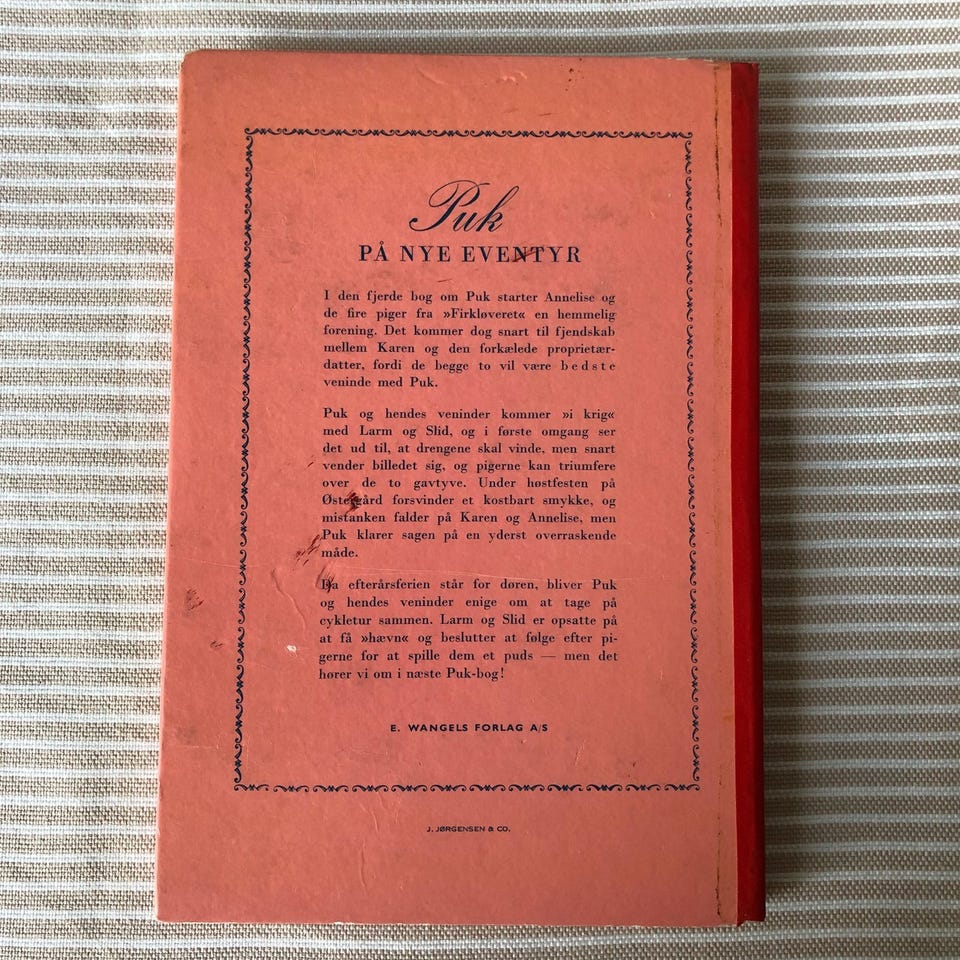 Puk
PÅ NYE EVENTYR
I den fjerde bog om Puk starter Annelise og
de fire piger fra »Firkløveret« en hemmelig
forening. Det kommer dog snart til fjendskab
mellem Karen og den forkælede proprietær-
datter, fordi de begge to vil være bedste
veninde med Puk.
Puk og hendes veninder kommer »i krig«
med Larm og Slid, og i første omgang ser
det ud til, at drengene skal vinde, men snart
vender billedet sig, og pigerne kan triumfere
over de to gavtyve. Under høstfesten på
Østergård forsvinder et kostbart smykke, og
mistanken falder på Karen og Annelise, men
Puk klarer sagen på en yderst overraskende
måde.
Da efterårsferien står for døren, bliver Puk
og hendes veninder enige om at tage på
cykletur sammen. Larm og Slid er opsatte på
at få »hævn« og beslutter at følge efter pi-
gerne for at spille dem et puds — men det
hører vi om i næste Puk-bog!
E. WANGELS FORLAG A/S
J. JØRGENSEN & CO.